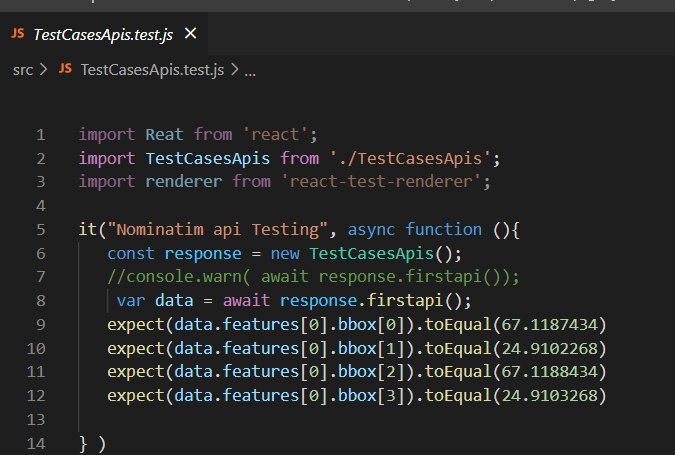 JS TestCasesApis.test.js ×
src > JS TestCasesApis.test.js > ...
1 import Reat from 'react';
2 import TestCasesApis from './TestCasesApis';
3 import renderer from 'react-test-renderer';
4
5 it("Nominatim api Testing", async function (){
6 const response = new TestCasesApis();
7 //console.warn( await response.firstapi());
8 var data = await response.firstapi();
9 expect(data.features[0].bbox[0]).toEqual(67.1187434)
10 expect(data.features[0].bbox[1]).toEqual(24.9102268)
11 expect(data.features[0].bbox[2]).toEqual(67.1188434)
12 expect(data.features[0].bbox[3]).toEqual(24.9103268)
13
14 } )